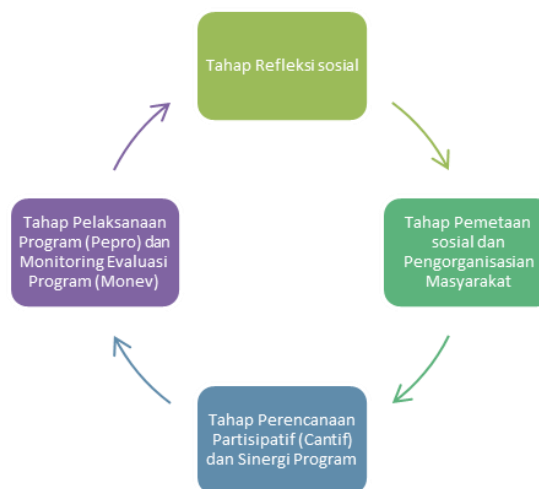 Tahap Refleksi sosial
Tahap Pemetaan
sosial dan
Pengorganisasian
Masyarakat
Tahap Perencanaan
Partisipatif (Cantif)
dan Sinergi Program
Tahap Pelaksanaan
Program (Pepro) dan
Monitoring Evaluasi
Program (Monev)